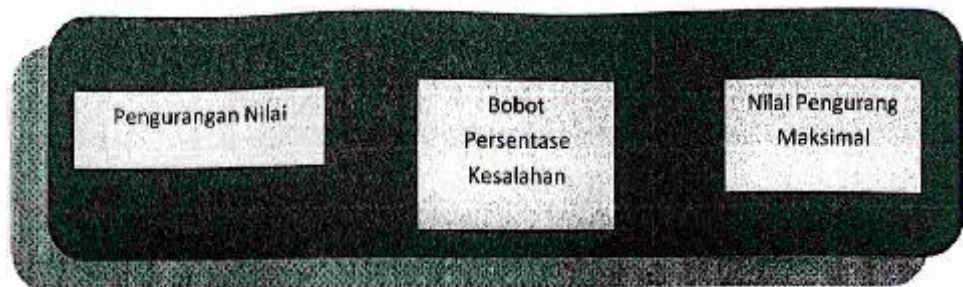 Pengurangan Nilai
Bobot
Persentase
Kesalahan
Nilai Pengurang
Maksimal